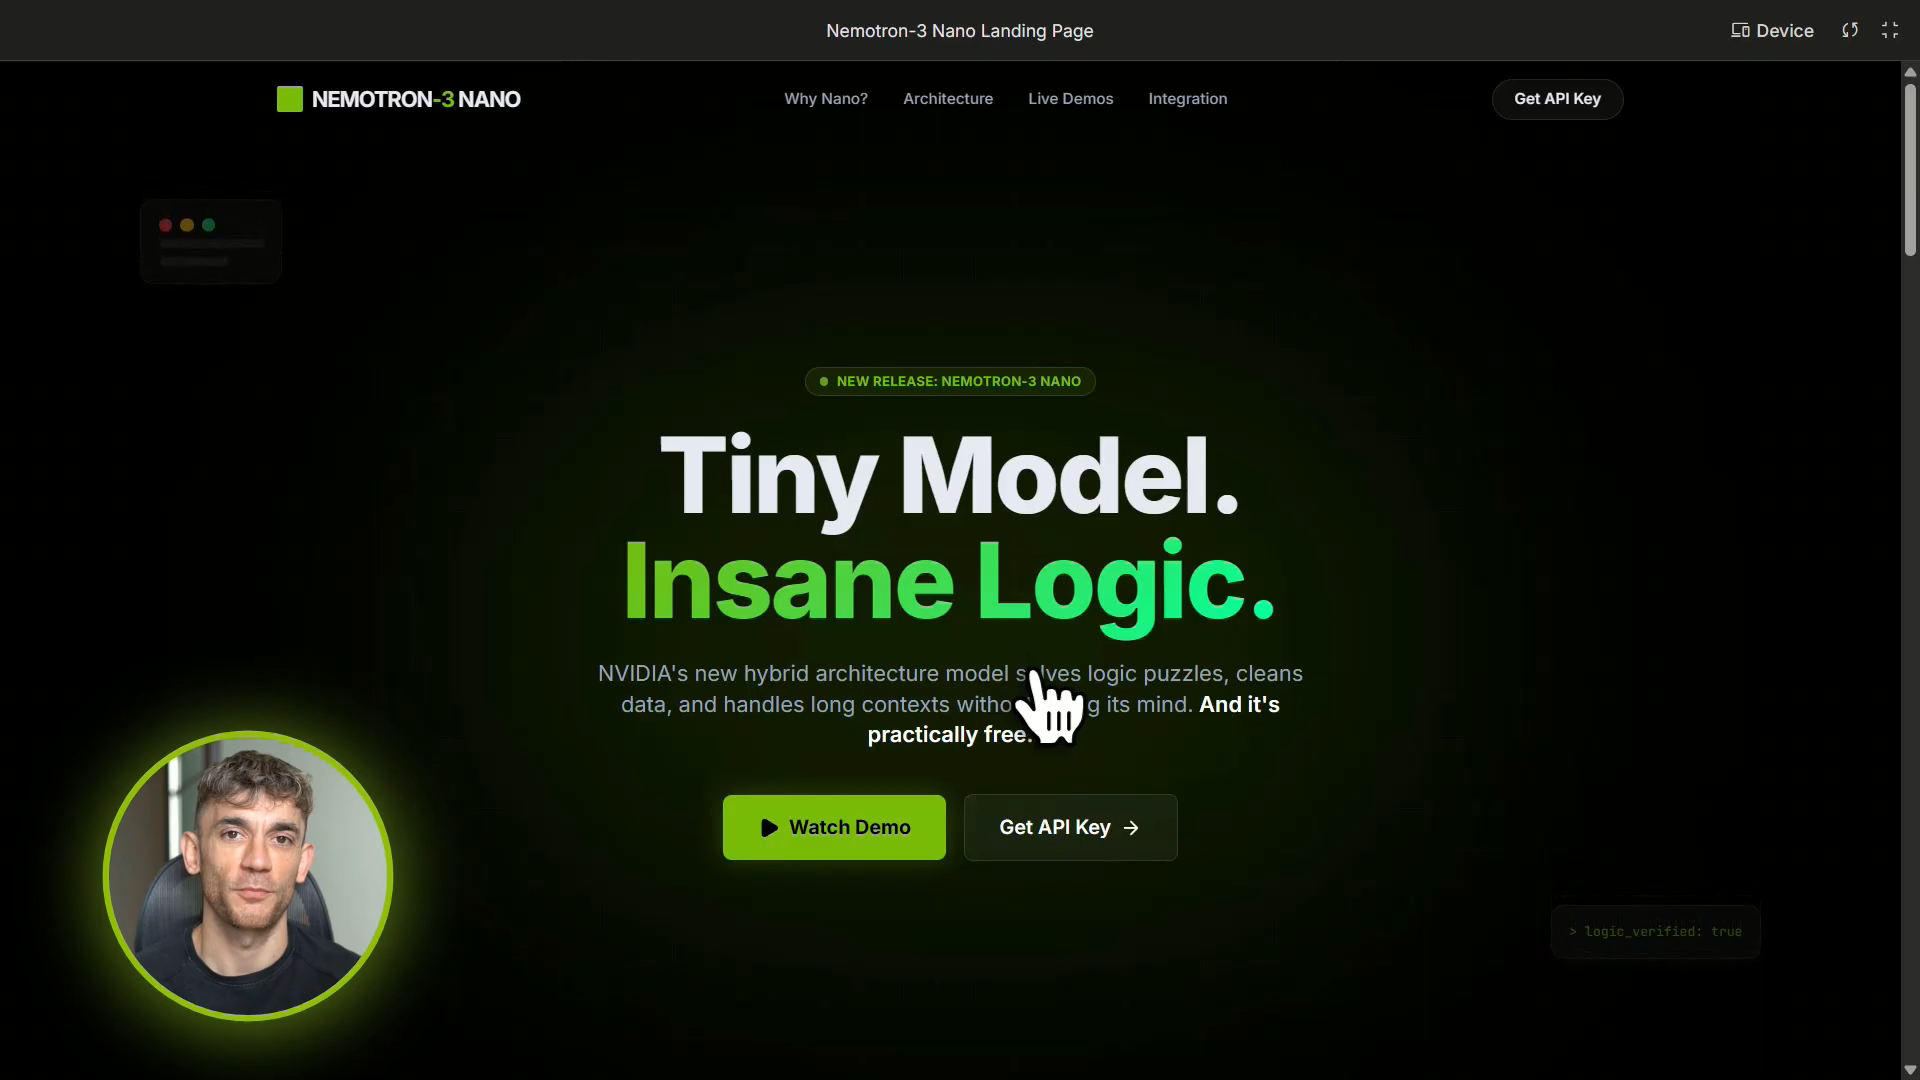 Nemotron-3 Nano Landing Page
Device
NEMOTRON-3 NANO
Why Nano?
Architecture
Live Demos
Integration
Get API Key
NEW RELEASE: NEMOTRON-3 NANO
Tiny Model.
Insane Logic.
NVIDIA's new hybrid architecture model solves logic puzzles, cleans
data, and handles long contexts its mind. And it's
practically free.
Watch Demo
Get API Key →
> logic_verified: true